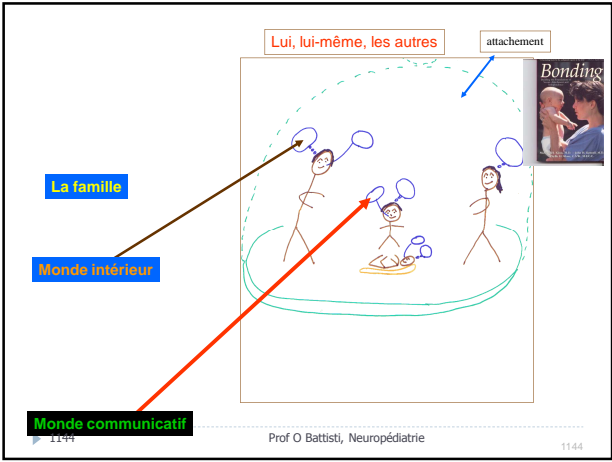 Lui, lui-même, les autres
attachement
Bonding
La famille
Monde intérieur
Monde communicatif
1144
Prof O Battisti, Neuropédiatrie
1144